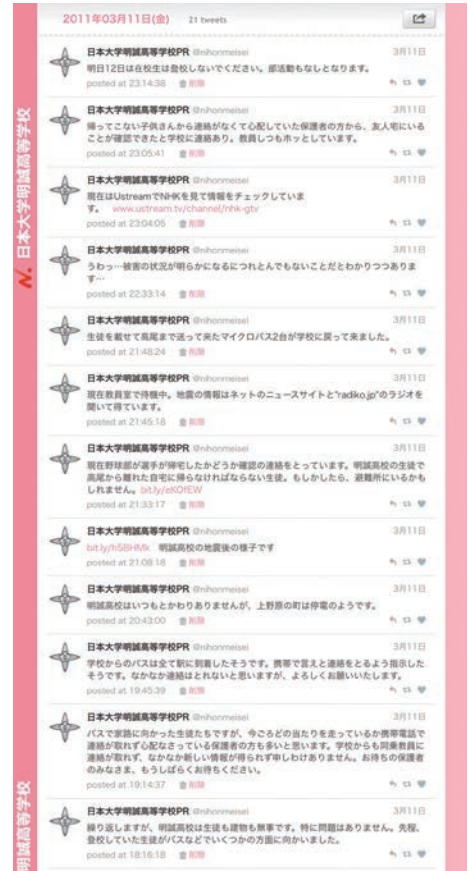 2011年03月11日(金) 21 tweets
日本大学明誠高等学校PR @nihonmeisei 3月11日
明日12日は在校生は登校しないでください。部活動もなしとなります。
posted at 23:14:38 削除
日本大学明誠高等学校PR @nihonmeisei 3月11日
帰ってこない子供さんから連絡がなくて心配していた保護者の方から、友人宅にいる
ことが確認できたと学校に連絡あり。教員しつもホッとしています。
posted at 23:05:41 削除
日本大学明誠高等学校PR @nihonmeisei 3月11日
現在はUstreamでNHKを見て情報をチェックしていま
す。 www.ustream.tv/channel/nhk-gtv
posted at 23:04:05 削除
日本大学明誠高等学校PR @nihonmeisei 3月11日
うわっ…被害の状況が明らかになるにつれとんでもないことだとわかりつつありま
す…
posted at 22:33:14 削除
日本大学明誠高等学校PR @nihonmeisei 3月11日
生徒を載せて高尾まで送って来たマイクロバス2台が学校に戻って来ました。
posted at 21:48:24 削除
日本大学明誠高等学校PR @nihonmeisei 3月11日
現在教員室で待機中。地震の情報はネットのニュースサイトと"radiko.jp"のラジオを
聞いて得ています。
posted at 21:45:18 削除
日本大学明誠高等学校PR @nihonmeisei 3月11日
現在野球部が選手が帰宅したかどうか確認の連絡をとっています。明誠高校の生徒で
高尾から離れた自宅に帰らなければならない生徒。もしかしたら、避難所にいるかも
しれません。bit.ly/eKOfEW
posted at 21:33:17 削除
日本大学明誠高等学校PR @nihonmeisei 3月11日
bit.ly/h5BHMk 明誠高校の地震後の様子です
posted at 21:08:18 削除
日本大学明誠高等学校PR @nihonmeisei 3月11日
明誠高校はいつもとかわりありませんが、上野原の町は停電のようです。
posted at 20:43:00 削除
日本大学明誠高等学校PR @nihonmeisei 3月11日
学校からのバスは全て駅に到着したそうです。携帯で言えと連絡をとるよう指示した
そうです。なかなか連絡はとれないと思いますが、よろしくお願いいたします。
posted at 19:45:39 削除
日本大学明誠高等学校PR @nihonmeisei 3月11日
バスで家路に向かった生徒たちですが、今ごろどの当たりを走っているか携帯電話で
連絡が取れず心配なさっている保護者の方も多いと思います。学校からも同乗教員に
連絡が取れず、なかなか新しい情報が得られず申しわけありません。お待ちの保護者
のみなさま、もうしばらくお待ちください。
posted at 19:14:37 削除
日本大学明誠高等学校PR @nihonmeisei 3月11日
繰り返しますが、明誠高校は生徒も建物も無事です。特に問題はありません。先程、
登校していた生徒がバスなどでいくつかの方面に向かいました。
posted at 18:16:18 削除
N. 日本大学明誠高等学校
明誠高等学校